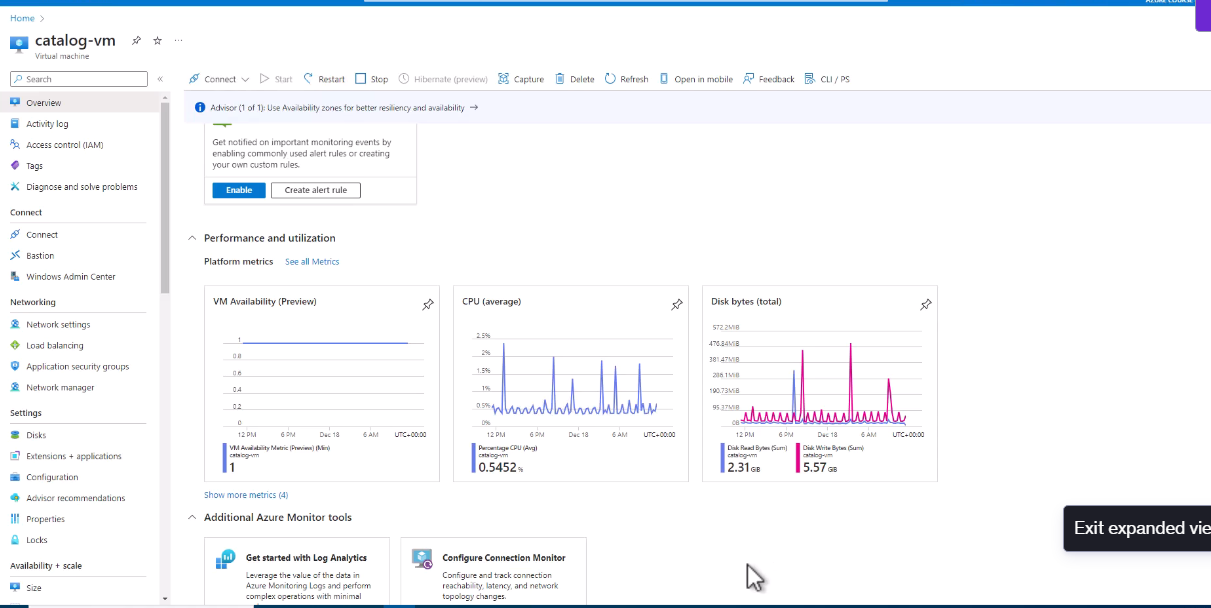 Home >
catalog-vm
Virtual machine
Search
Connect
Start
Restart
Stop
Hibernate (preview)
Capture
Delete
Refresh
Open in mobile
Feedback
CLI / PS
Advisor (1 of 1): Use Availability zones for better resiliency and availability →
Overview
Activity log
Access control (IAM)
Tags
Diagnose and solve problems
Connect
Connect
Bastion
Windows Admin Center
Networking
Network settings
Load balancing
Application security groups
Network manager
Settings
Disks
Extensions + applications
Configuration
Advisor recommendations
Properties
Locks
Availability + scale
Size
Get notified on important monitoring events by
enabling commonly used alert rules or creating
your own custom rules.
Enable
Create alert rule
Performance and utilization
Platform metrics
See all Metrics
VM Availability (Preview)
1
0.8
0.6
0.4
0.2
0
12 PM
6 PM
Dec 18
6 AM
UTC+00:00
VM Availability Metric (Preview) (Min)
catalog-vm
1
CPU (average)
2.5%
2%
1.5%
1%
0.5%
0%
12 PM
6 PM
Dec 18
6 AM
UTC+00:00
Percentage CPU (Avg)
catalog-vm
0.5452 %
Disk bytes (total)
572.2MiB
476.84MiB
381.47MiB
286.1MiB
190.73MiB
95.37MiB
0B
12 PM
6 PM
Dec 18
6 AM
UTC+00:00
Disk Read Bytes (Sum)
catalog-vm
2.31 GB
Disk Write Bytes (Sum)
catalog-vm
5.57 GB
Show more metrics (4)
Additional Azure Monitor tools
Get started with Log Analytics
Leverage the value of the data in
Azure Monitoring Logs and perform
complex operations with minimal
Configure Connection Monitor
Configure and track connection
reachability, latency, and network
topology changes.
Exit expanded vie